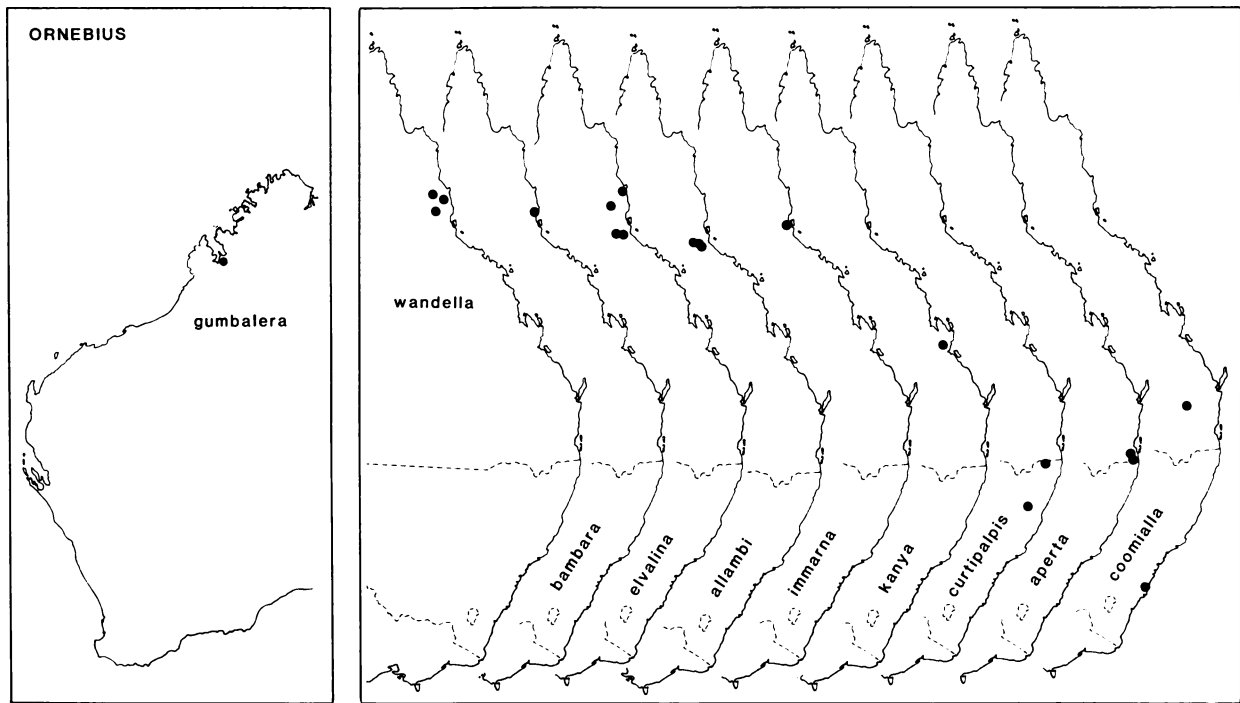 ORNEBIUS
gumbalera
wandella
bambara
elvalina
allambi
immarna
kanya
curtipalpis
aperta
coomialla